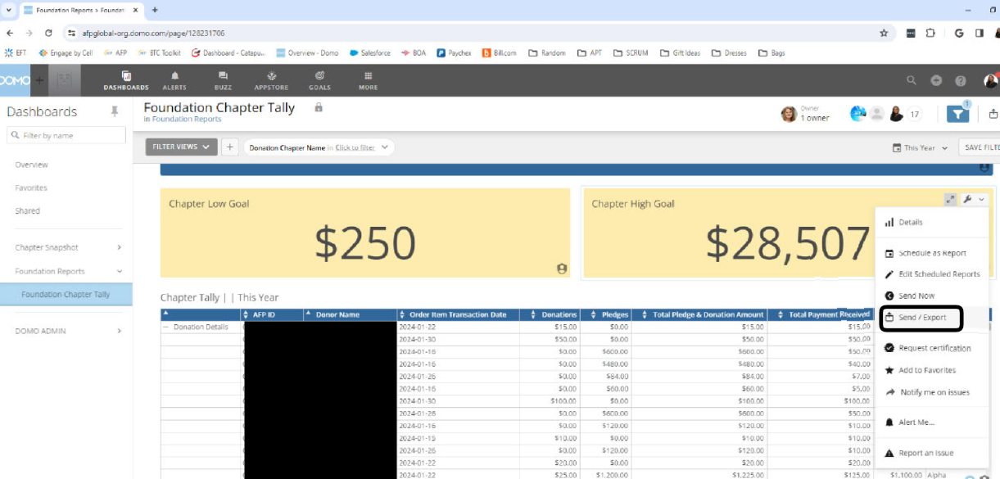 Foundation Reports > Foundat
afpglobal-org.domo.com/page/128231706
EFT Engage by Cell AFP BTC Toolkit Dashboard - Catapu... Overview - Domo Salesforce BOA Paychex Bill.com Random APT SCRUM Gift Ideas Dresses Bags
DOMO DASHBOARDS ALERTS BUZZ APPSTORE GOALS MORE
Dashboards
Filter by name
Overview
Favorites
Shared
Chapter Snapshot
Foundation Reports
Foundation Chapter Tally
DOMO ADMIN
Foundation Chapter Tally
in Foundation Reports
Owner
1 owner
17
1
FILTER VIEWS + Donation Chapter Name in Click to filter This Year SAVE FILTE
Chapter Low Goal
$250
Chapter High Goal
$28,507
Details
Schedule as Report
Edit Scheduled Reports
Send Now
Send / Export
Request certification
Add to Favorites
Notify me on issues
Alert Me...
Report an Issue
Chapter Tally | | This Year
AFP ID Donor Name Order Item Transaction Date Donations Pledges Total Pledge & Donation Amount Total Payment Received
Donation Details 2024-01-22 $15.00 $0.00 $15.00 $15.00
2024-01-30 $50.00 $0.00 $50.00 $50.00
2024-01-16 $0.00 $600.00 $600.00 $50.00
2024-01-16 $0.00 $480.00 $480.00 $40.00
2024-01-26 $0.00 $84.00 $84.00 $7.00
2024-01-16 $0.00 $60.00 $60.00 $5.00
2024-01-30 $100.00 $0.00 $100.00 $100.00
2024-01-26 $0.00 $600.00 $600.00 $50.00
2024-01-16 $0.00 $120.00 $120.00 $10.00
2024-01-15 $10.00 $0.00 $10.00 $10.00
2024-01-26 $0.00 $120.00 $120.00 $10.00
2024-01-22 $20.00 $0.00 $20.00 $20.00
2024-01-22 $25.00 $1,200.00 $1,225.00 $125.00 $1,100.00 Alpha